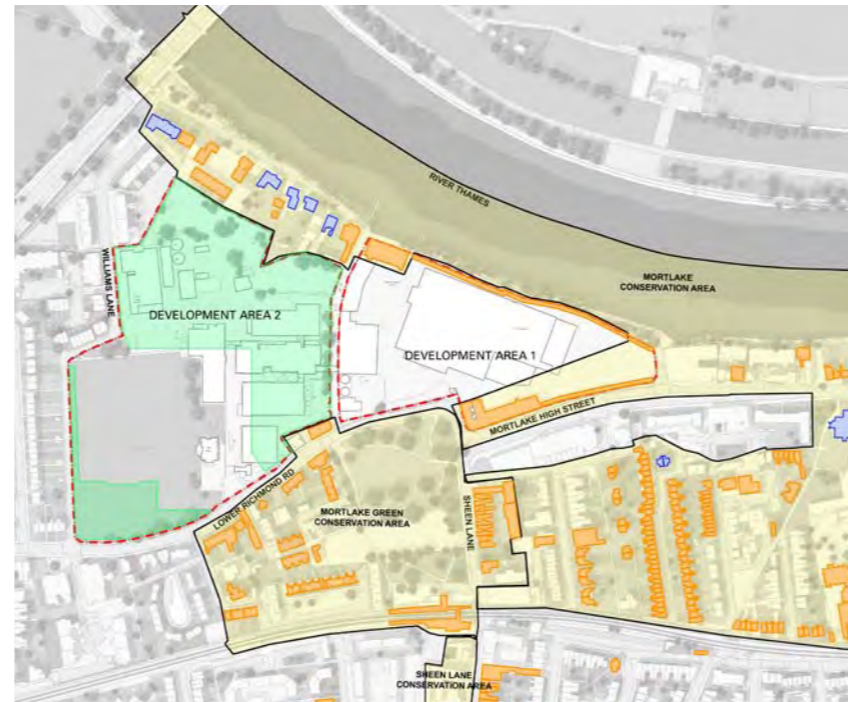 RIVER THAMES
MORTLAKE
CONSERVATION AREA
WILLIAMS LANE
DEVELOPMENT AREA 2
DEVELOPMENT AREA 1
MORTLAKE HIGH STREET
LOWER RICHMOND RD
MORTLAKE GREEN
CONSERVATION AREA
SHEEN LANE
SHEEN LANE
CONSERVATION AREA